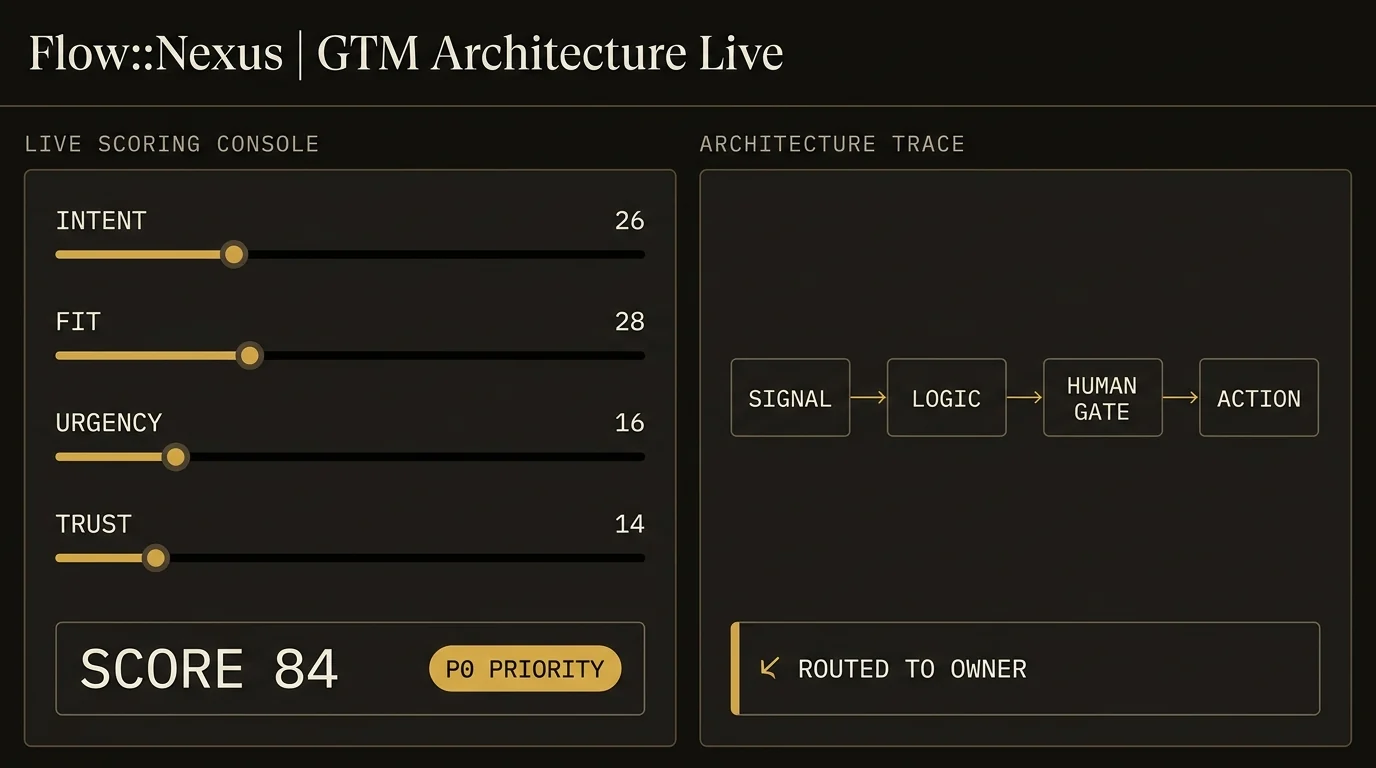 Flow::Nexus | GTM Architecture Live
LIVE SCORING CONSOLE
INTENT 26
FIT 28
URGENCY 16
TRUST 14
SCORE 84
P0 PRIORITY
ARCHITECTURE TRACE
SIGNAL
LOGIC
HUMAN
GATE
ACTION
ROUTED TO OWNER